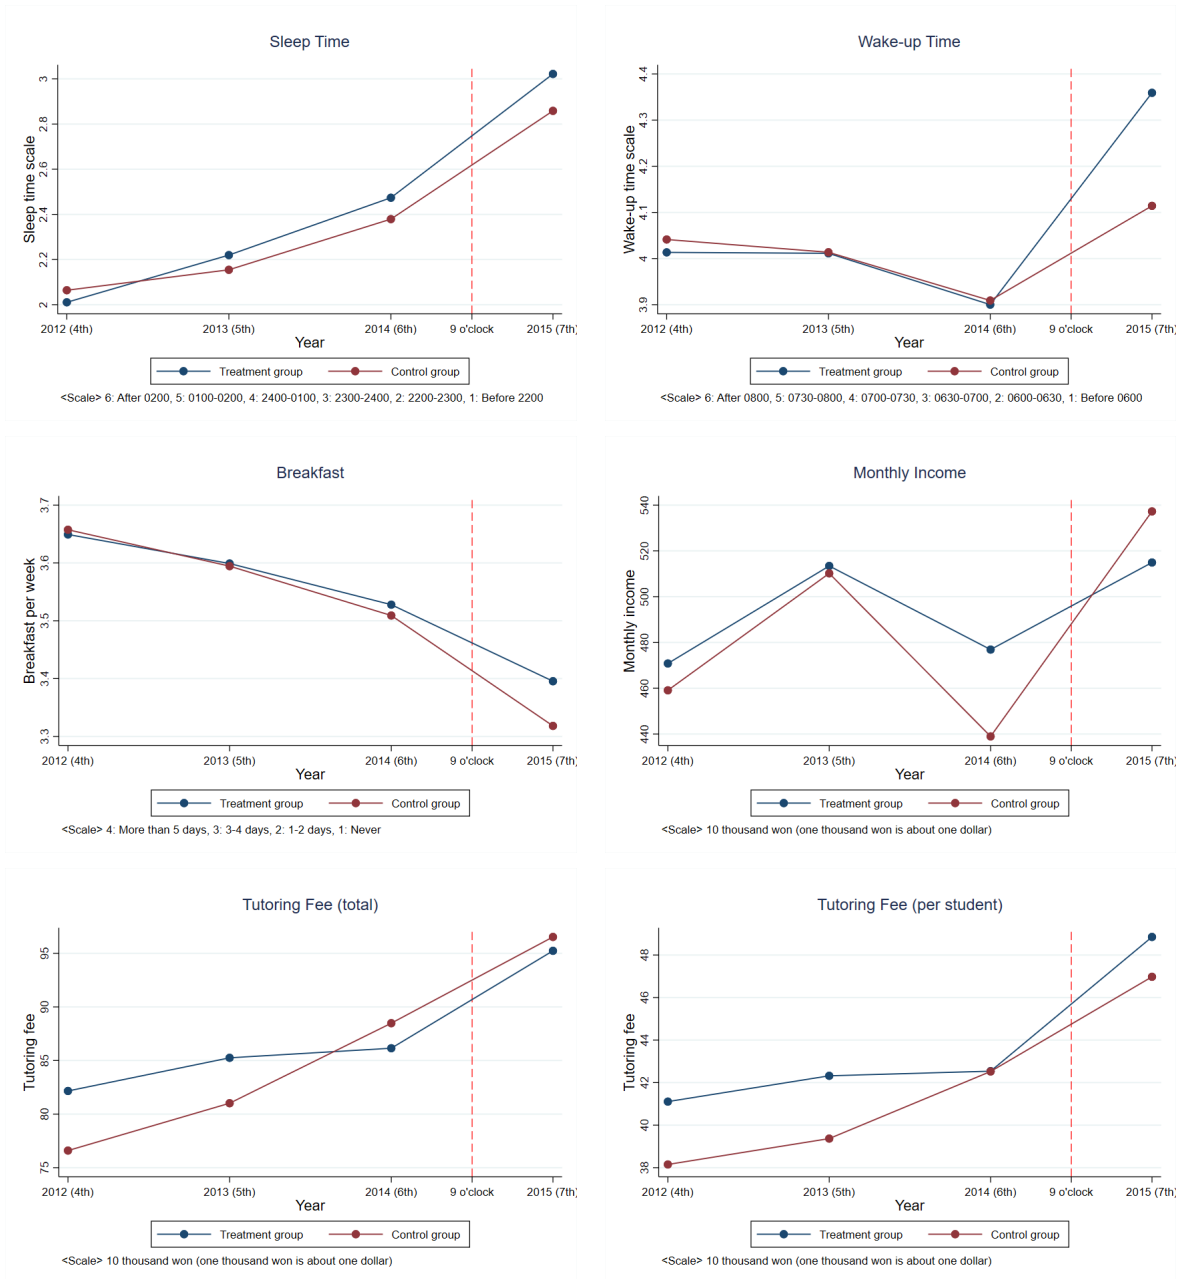 Sleep Time
Sleep time scale
3
2.8
2.6
2.4
2.2
2
2012 (4th) 2013 (5th) 2014 (6th) 9 o'clock 2015 (7th)
Year
Treatment group Control group
<Scale> 6: After 0200, 5: 0100-0200, 4: 2400-0100, 3: 2300-2400, 2: 2200-2300, 1: Before 2200
Wake-up Time
Wake-up time scale
4.4
4.3
4.2
4.1
4
3.9
2012 (4th) 2013 (5th) 2014 (6th) 9 o'clock 2015 (7th)
Year
Treatment group Control group
<Scale> 6: After 0800, 5: 0730-0800, 4: 0700-0730, 3: 0630-0700, 2: 0600-0630, 1: Before 0600
Breakfast
Breakfast per week
3.7
3.6
3.5
3.4
3.3
2012 (4th) 2013 (5th) 2014 (6th) 9 o'clock 2015 (7th)
Year
Treatment group Control group
<Scale> 4: More than 5 days, 3: 3-4 days, 2: 1-2 days, 1: Never
Monthly Income
Monthly income
540
520
500
480
460
440
2012 (4th) 2013 (5th) 2014 (6th) 9 o'clock 2015 (7th)
Year
Treatment group Control group
<Scale> 10 thousand won (one thousand won is about one dollar)
Tutoring Fee (total)
Tutoring fee
95
90
85
80
75
2012 (4th) 2013 (5th) 2014 (6th) 9 o'clock 2015 (7th)
Year
Treatment group Control group
<Scale> 10 thousand won (one thousand won is about one dollar)
Tutoring Fee (per student)
Tutoring fee
48
46
44
42
40
38
2012 (4th) 2013 (5th) 2014 (6th) 9 o'clock 2015 (7th)
Year
Treatment group Control group
<Scale> 10 thousand won (one thousand won is about one dollar)